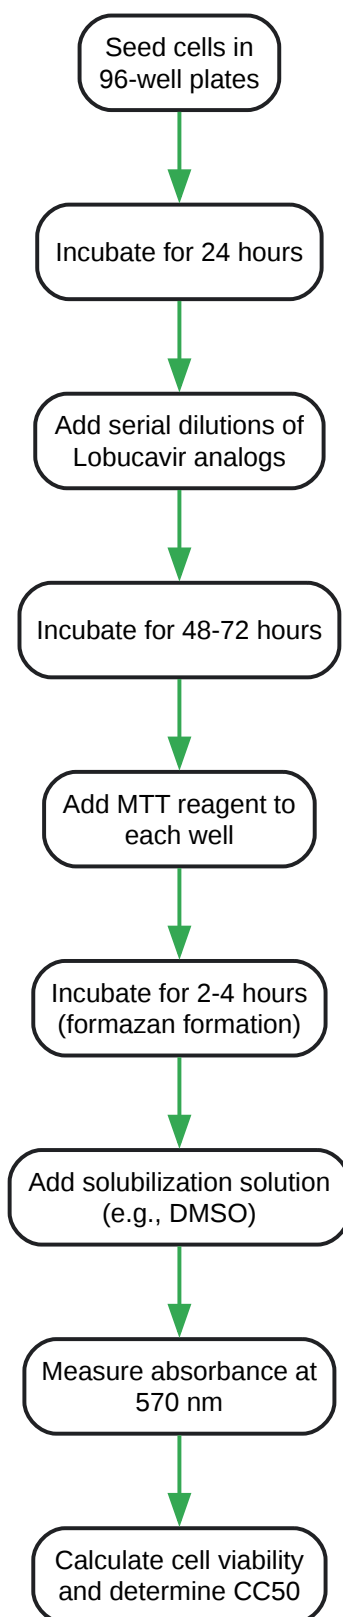 Seed cells in
96-well plates
Incubate for 24 hours
Add serial dilutions of
Lobucavir analogs
Incubate for 48-72 hours
Add MTT reagent to
each well
Incubate for 2-4 hours
(formazan formation)
Add solubilization solution
(e.g., DMSO)
Measure absorbance at
570 nm
Calculate cell viability
and determine CC50